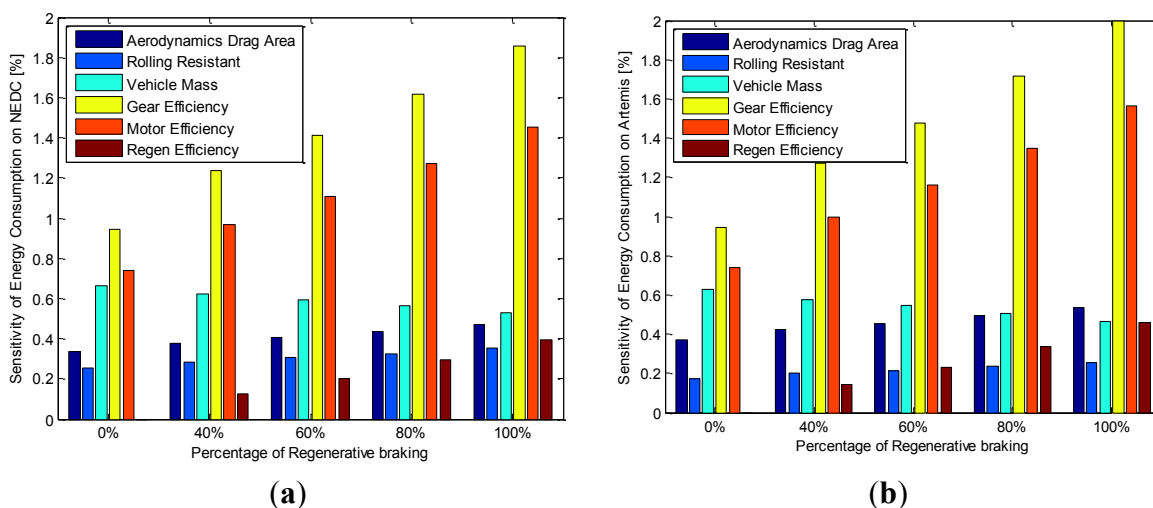 Sensitivity of Energy Consumption on NEDC [%]
2
1.8
1.6
1.4
1.2
1
0.8
0.6
0.4
0.2
0
Aerodynamics Drag Area
Rolling Resistant
Vehicle Mass
Gear Efficiency
Motor Efficiency
Regen Efficiency
0% 40% 60% 80% 100%
Percentage of Regenerative braking
(a)
Sensitivity of Energy Consumption on Artemis [%]
2
1.8
1.6
1.4
1.2
1
0.8
0.6
0.4
0.2
0
Aerodynamics Drag Area
Rolling Resistant
Vehicle Mass
Gear Efficiency
Motor Efficiency
Regen Efficiency
0% 40% 60% 80% 100%
Percentage of Regenerative braking
(b)